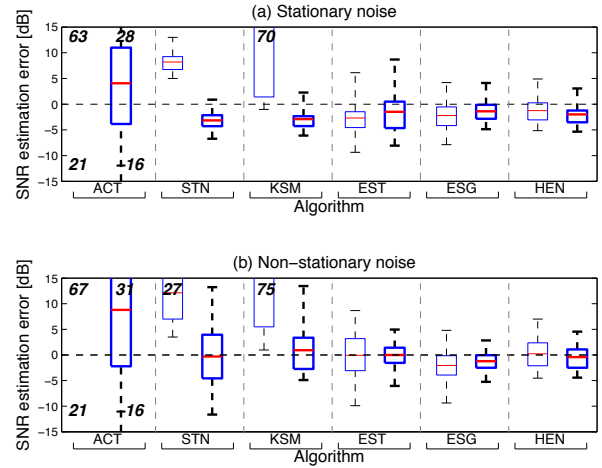 (a) Stationary noise
SNR estimation error [dB]
15
10
5
0
−5
−10
−15
63 28 70
21 −16
ACT STN KSM EST ESG HEN
Algorithm
(b) Non−stationary noise
SNR estimation error [dB]
15
10
5
0
−5
−10
−15
67 31 27 75
21 −16
ACT STN KSM EST ESG HEN
Algorithm